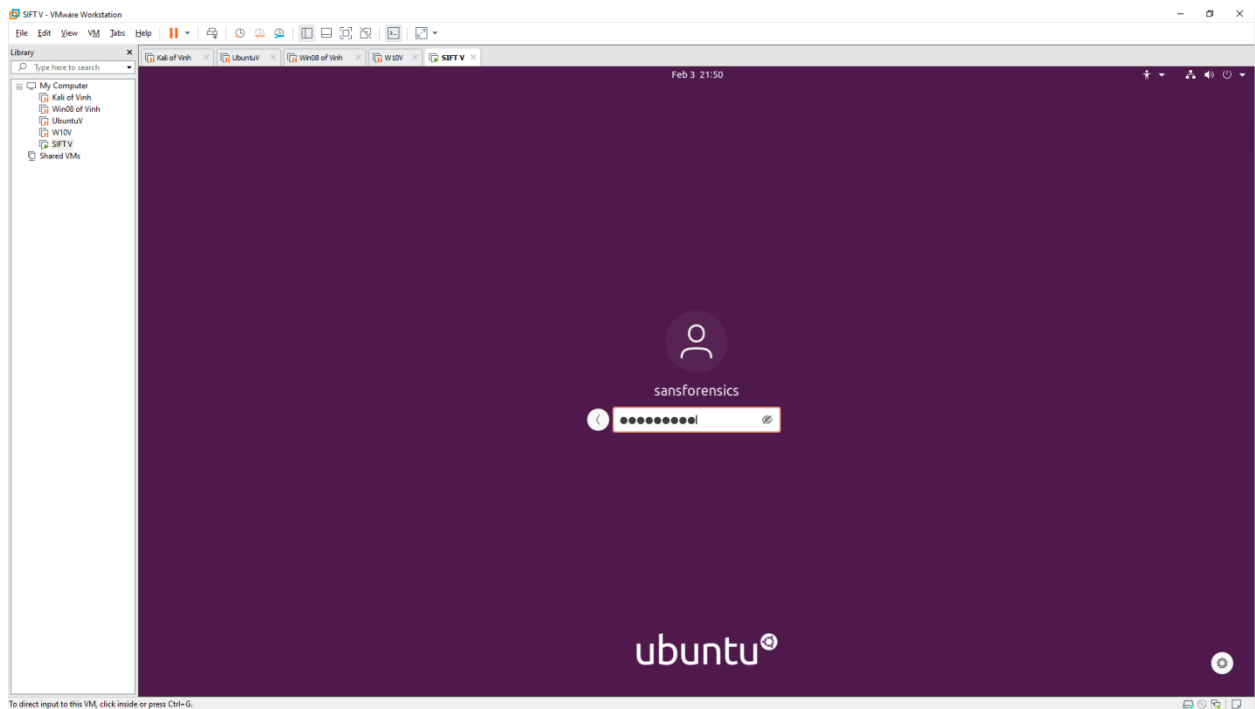 SIFT V - VMware Workstation
File Edit View VM Tabs Help
Library
Type here to search
My Computer
Kali of Vinh
Win08 of Vinh
UbuntuV
W10V
SIFT V
Shared VMs
Kali of Vinh UbuntuV Win08 of Vinh W10V SIFT V
Feb 3 21:50
sansforensics
ubuntu
To direct input to this VM, click inside or press Ctrl+G.